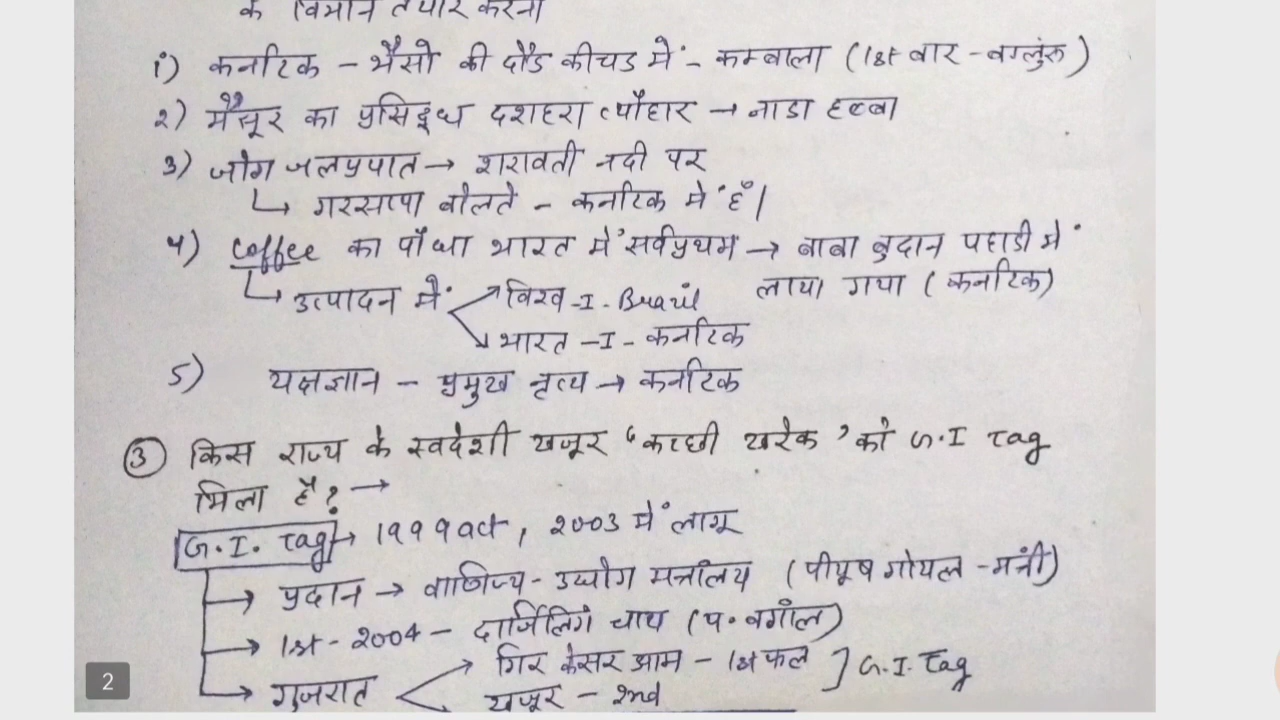 के विमान तैयार करना
1) कर्नाटक - भैसो की दौड कीचड में - कम्बाला (1st बार - बंग्लुरू)
2) मैसूर का प्रसिद्ध दशहरा त्यौहार → नाडा हब्बा
3) जोग जलप्रपात → शरावती नदी पर
↳ गरसापा बोलते - कर्नाटक में हैं।
4) Coffee का पौधा भारत में सर्वप्रथम → बाबा बुदान पहाडी में
लाया गया (कर्नाटक)
↳ उत्पादन में विश्व - I - Brazil
भारत - I - कर्नाटक
5) यक्षज्ञान - प्रमुख नृत्य → कर्नाटक
③ किस राज्य के स्वदेशी खजूर 'कच्छी खरेक' को G.I Tag
मिला है? →
G.I. Tag → 1999 act, 2003 में लागू
→ प्रदान → वाणिज्य - उद्योग मन्त्रालय (पीयूष गोयल - मंत्री)
→ 1st - 2004 - दार्जिलिंग चाय (प. बंगाल)
→ गुजरात गिर केसर आम - 1st फल ] G.I. Tag
खजूर - 2nd
2